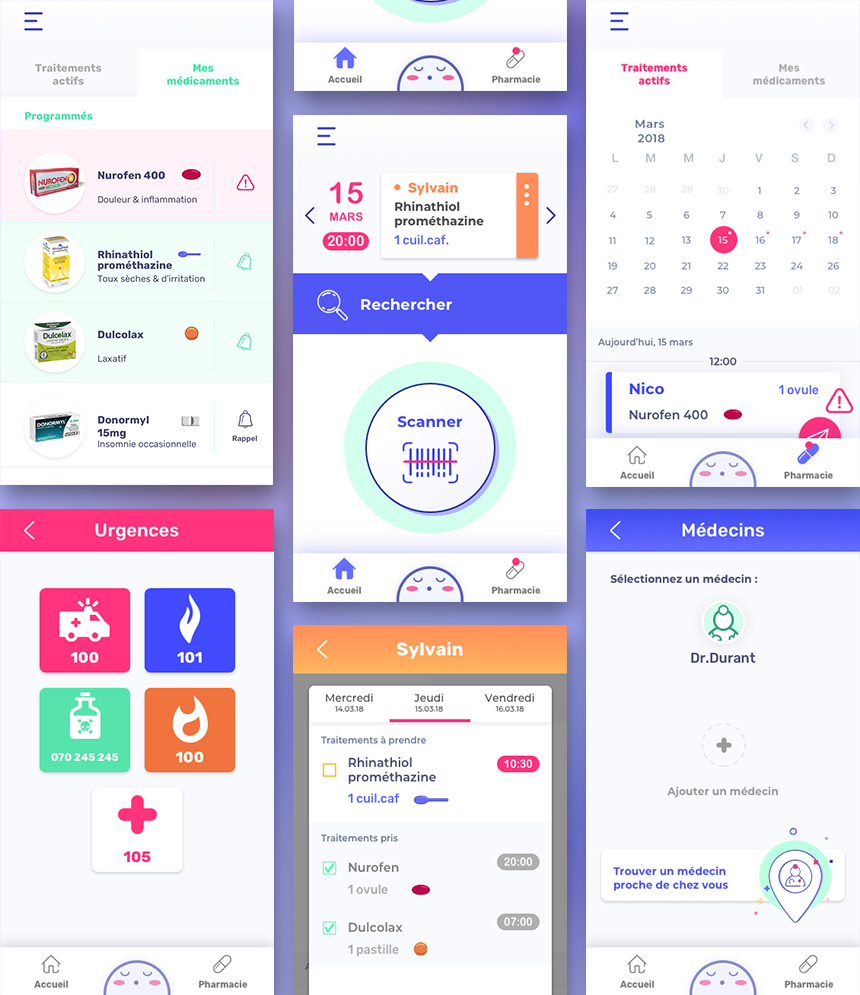 Traitements
actifs
Mes
médicaments
Programmés
NUROFEN
Nurofen 400
Douleur & inflammation
Rhinathiol
prométhazine
Toux sèches & d'irritation
Dulcolax
Dulcolax
Laxatif
DONORMYL
Donormyl
15mg
Insomnie occasionnelle
Rappel
Accueil
Pharmacie
15
MARS
20:00
Sylvain
Rhinathiol
prométhazine
1 cuil.caf.
Rechercher
Scanner
Accueil
Pharmacie
Traitements
actifs
Mes
médicaments
Mars
2018
L M M J V S D
27 28 29 30 1 2 3
4 5 6 7 8 9 10
11 12 13 15 16 17 18
19 20 21 22 23 24 26
27 28 29 30 31 01 02
Aujourd'hui, 15 mars
12:00
Nico
1 ovule
Nurofen 400
Accueil
Pharmacie
Urgences
100
101
070 245 245
100
105
Accueil
Pharmacie
Sylvain
Mercredi
14.03.18
Jeudi
15.03.18
Vendredi
16.03.18
Traitements à prendre
Rhinathiol
prométhazine
10:30
1 cuil.caf
Traitements pris
Nurofen
20:00
1 ovule
Dulcolax
07:00
1 pastille
Médecins
Sélectionnez un médecin :
Dr.Durant
Ajouter un médecin
Trouver un médecin
proche de chez vous
Accueil
Pharmacie